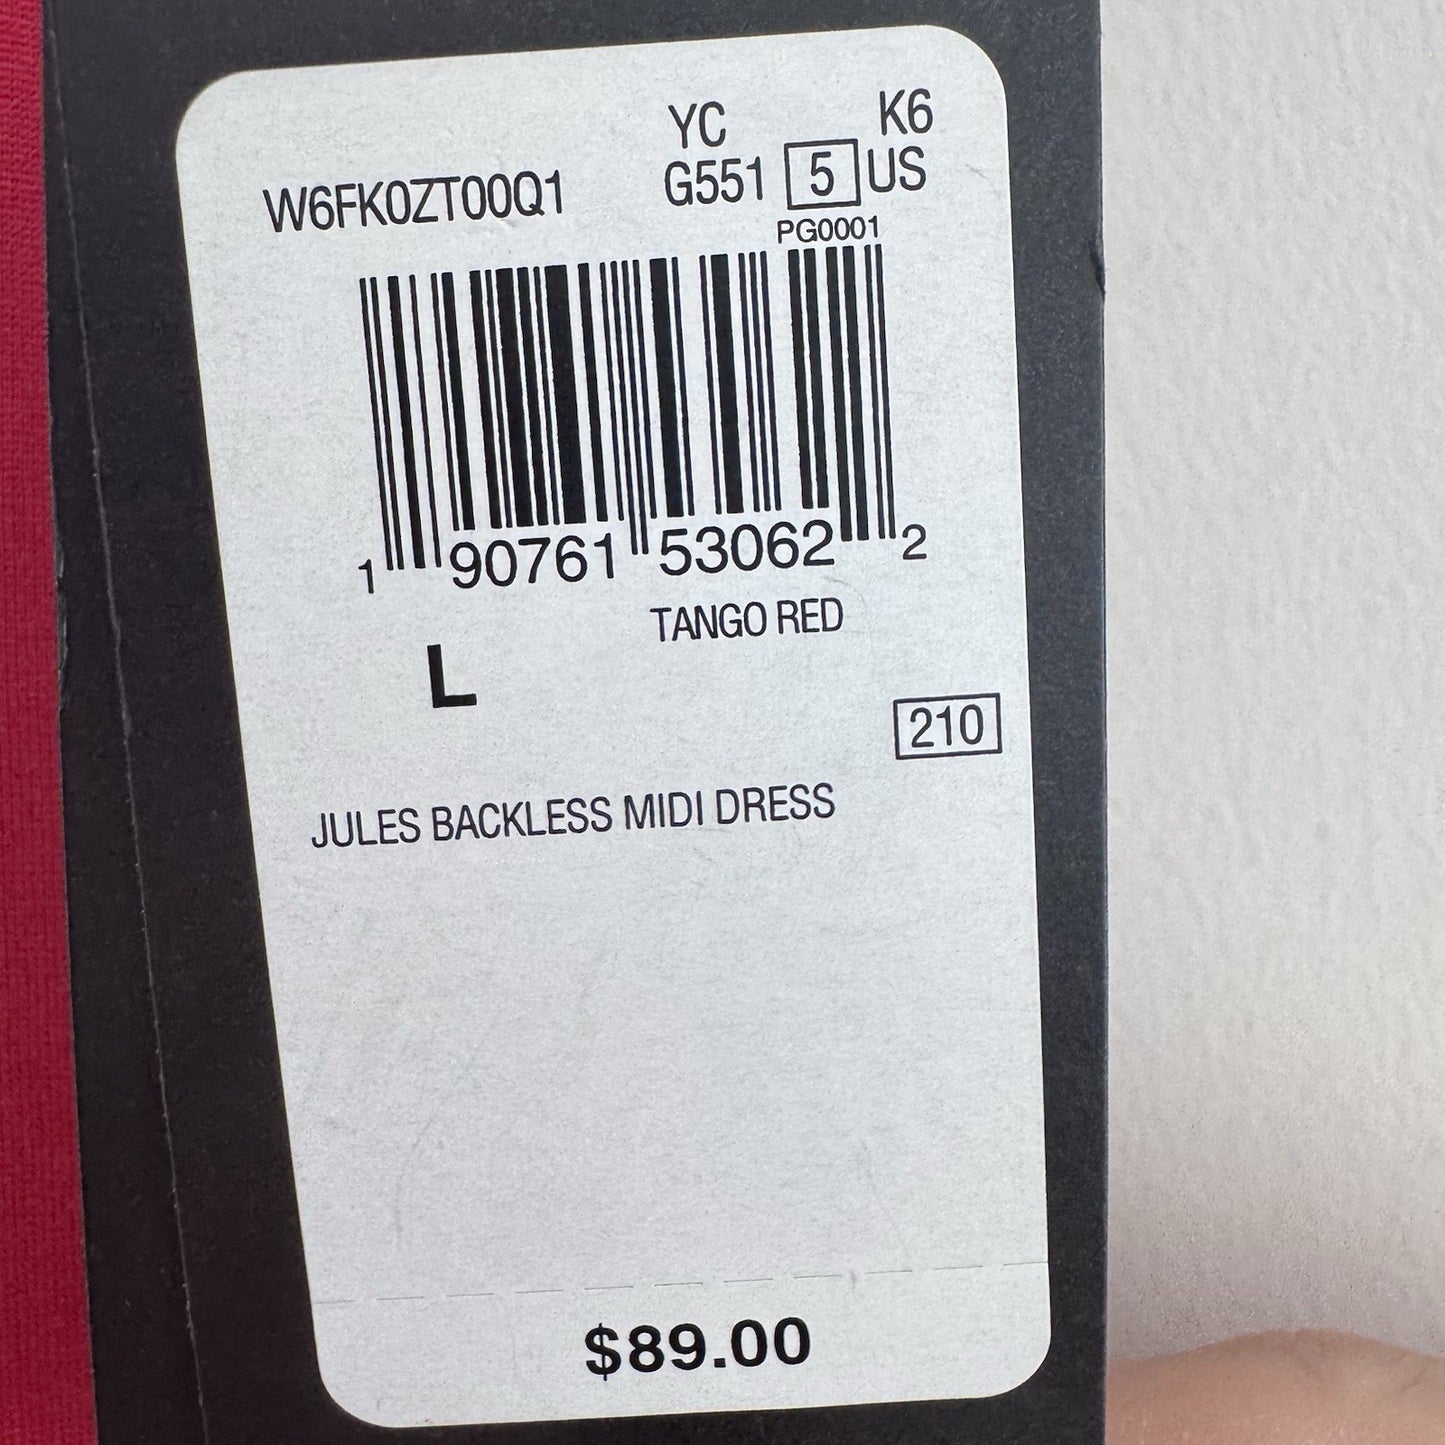 YC K6
W6FK0ZT00Q1 G551 5 US
PG0001
1 90761 53062 2
TANGO RED
L
210
JULES BACKLESS MIDI DRESS
$89.00